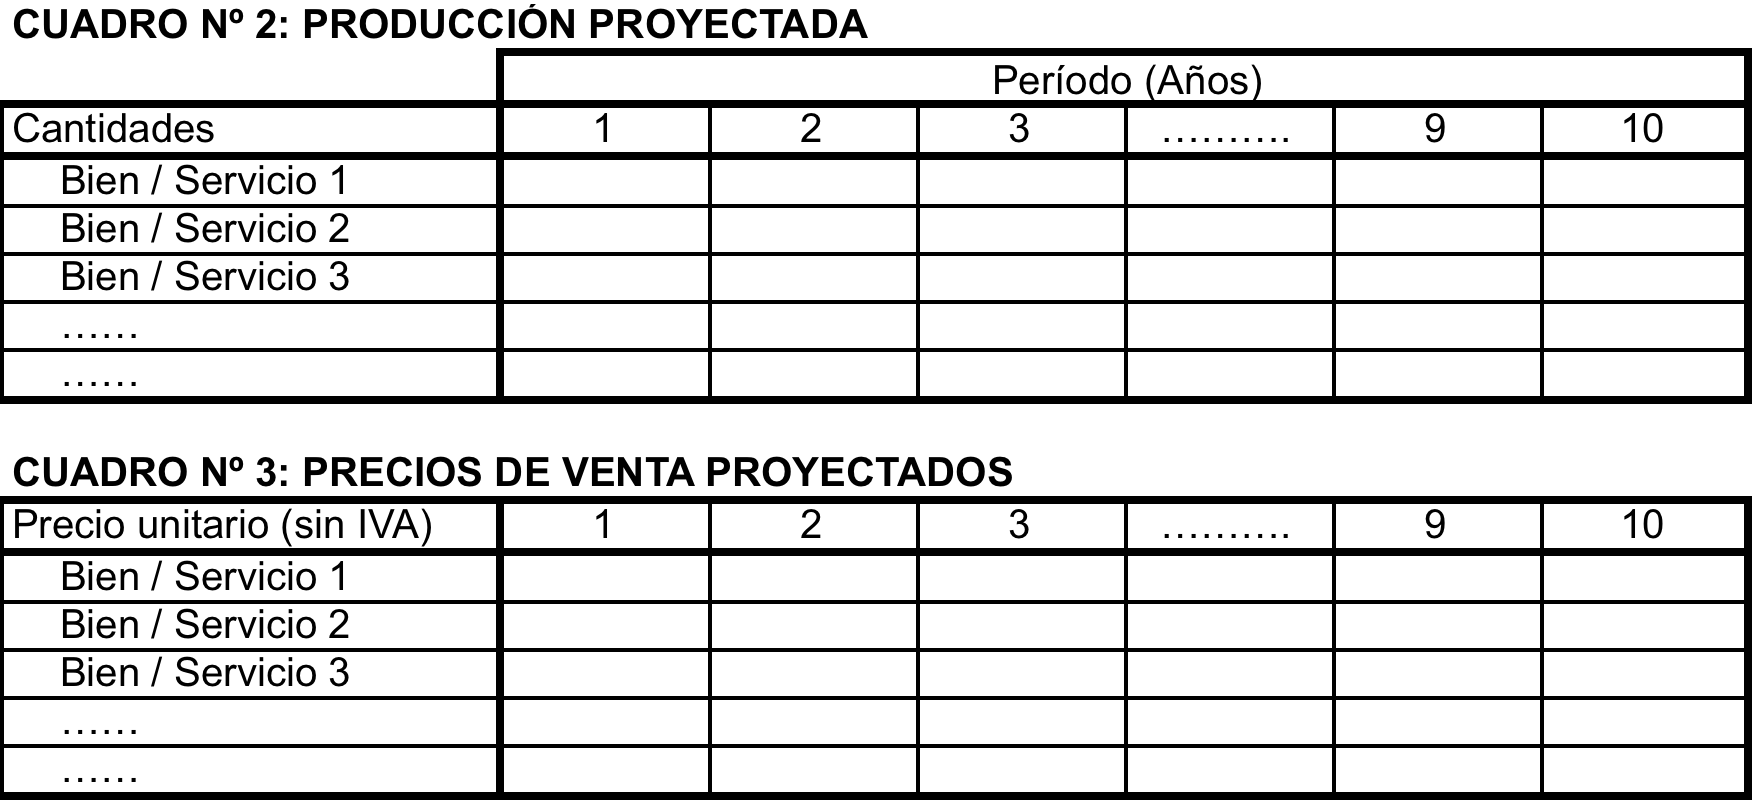 CUADRO Nº 2: PRODUCCIÓN PROYECTADA
Período (Años)
Cantidades 1 2 3 ………. 9 10
Bien / Servicio 1
Bien / Servicio 2
Bien / Servicio 3
……
……
CUADRO Nº 3: PRECIOS DE VENTA PROYECTADOS
Precio unitario (sin IVA) 1 2 3 ………. 9 10
Bien / Servicio 1
Bien / Servicio 2
Bien / Servicio 3
……
……